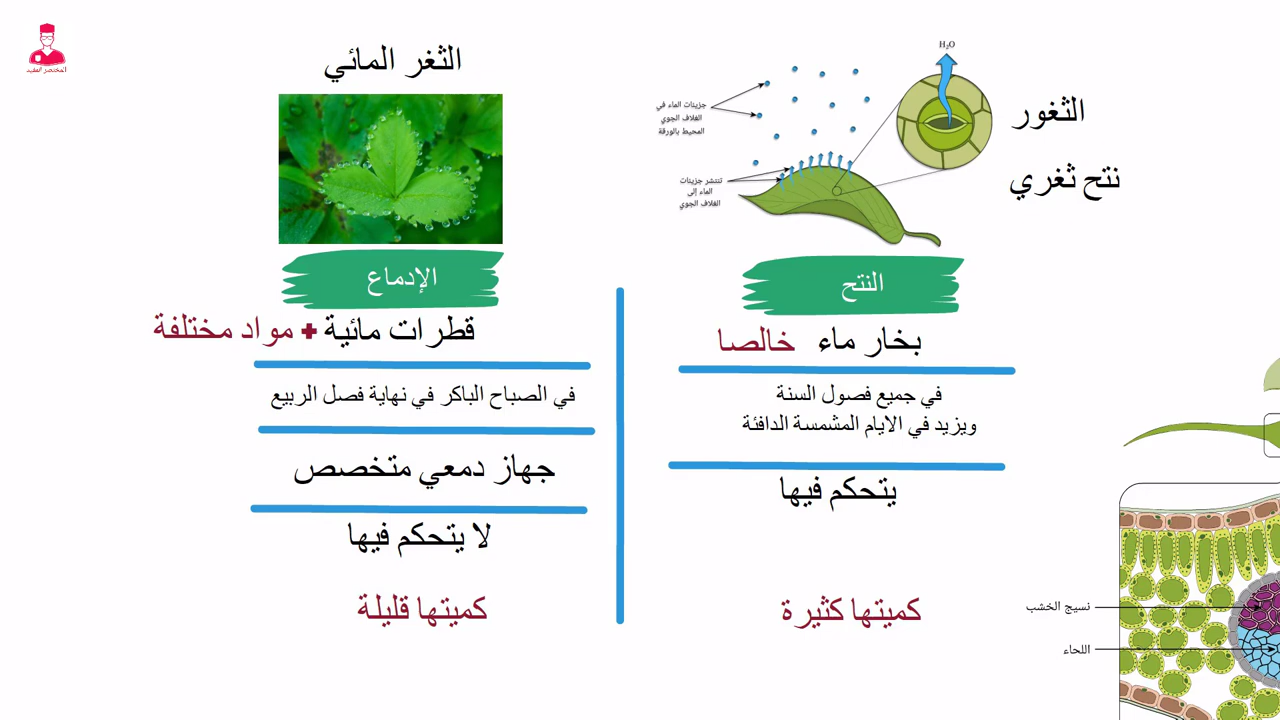 المختصر المفيد
الثغور
نتح ثغري
H₂O
جزيئات الماء في
الغلاف الجوي
المحيط بالورقة
تنتشر جزيئات
الماء إلى
الغلاف الجوي
النتح
بخار ماء خالصا
في جميع فصول السنة
ويزيد في الايام المشمسة الدافئة
يتحكم فيها
كميتها كثيرة
الثغر المائي
الإدماع
قطرات مائية + مواد مختلفة
في الصباح الباكر في نهاية فصل الربيع
جهاز دمعي متخصص
لا يتحكم فيها
كميتها قليلة
نسيج الخشب
اللحاء